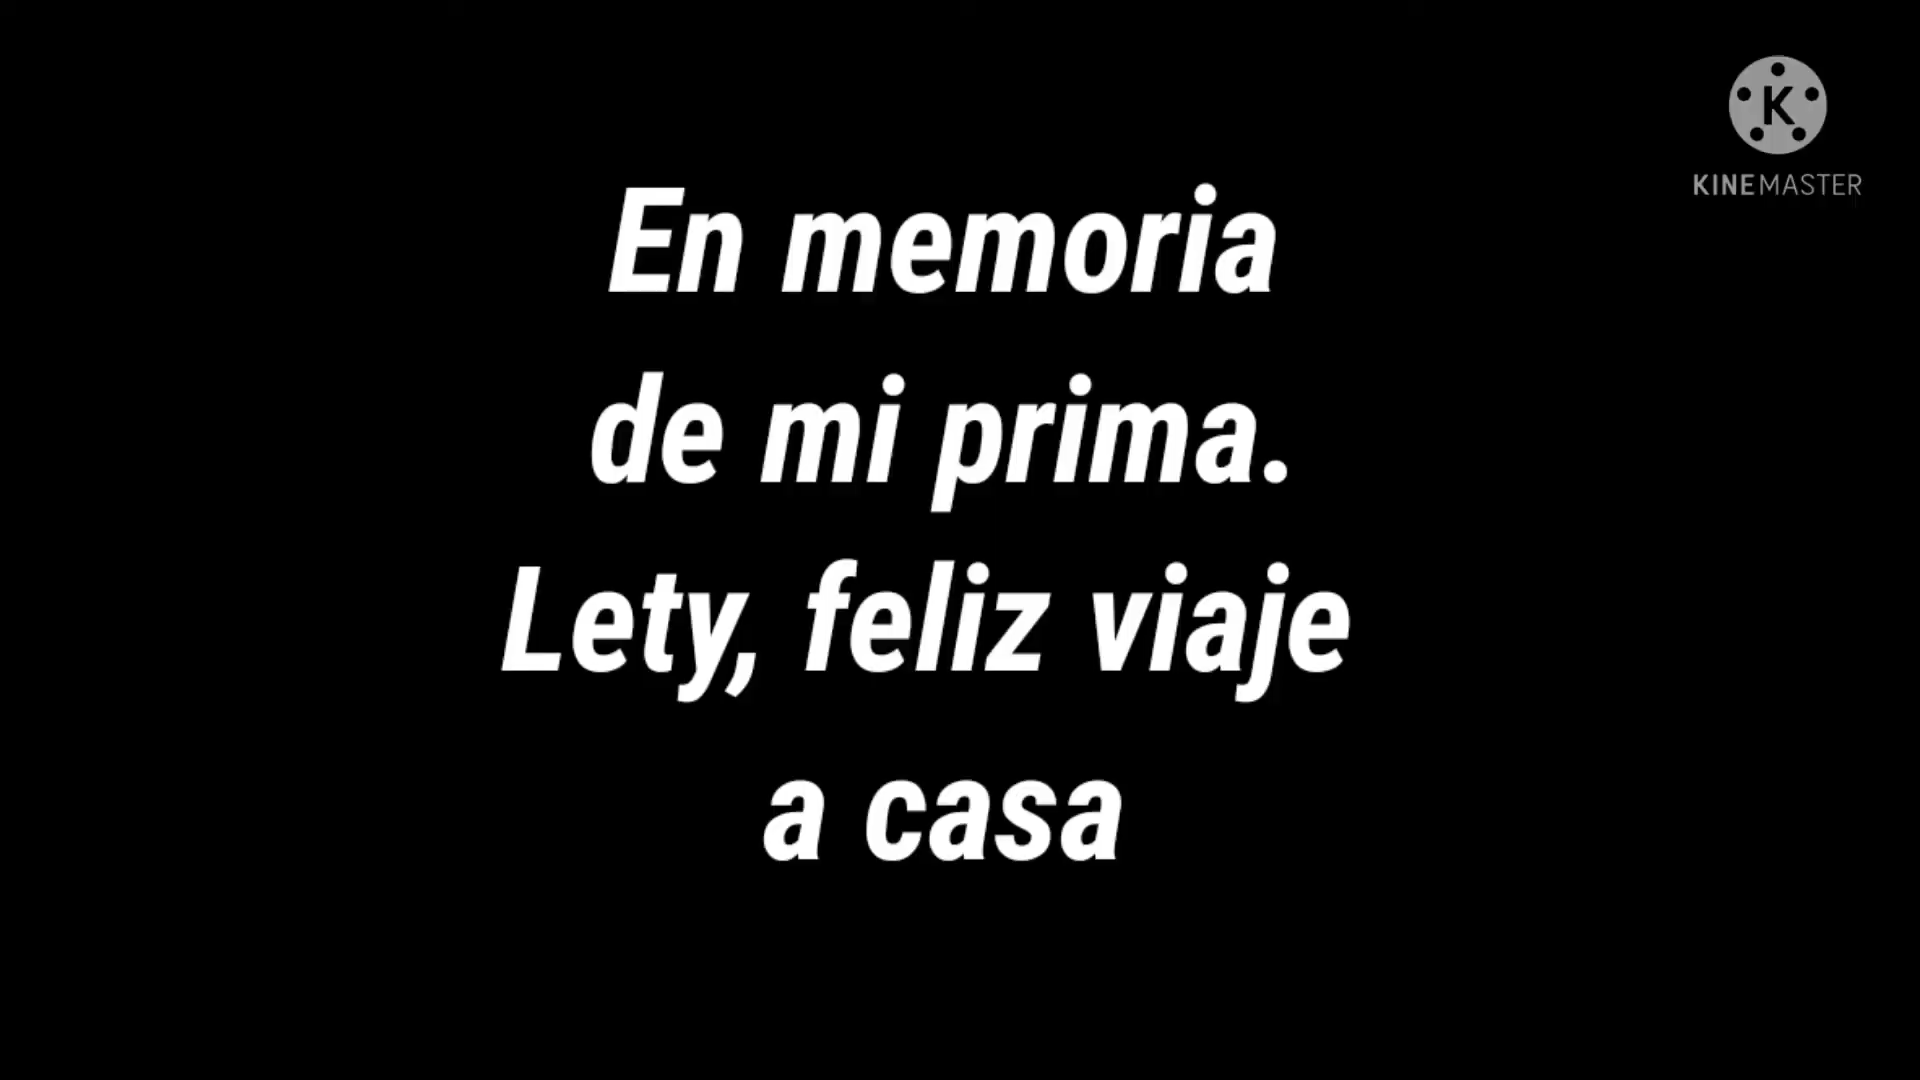 KINEMASTER
En memoria
de mi prima.
Lety, feliz viaje
a casa